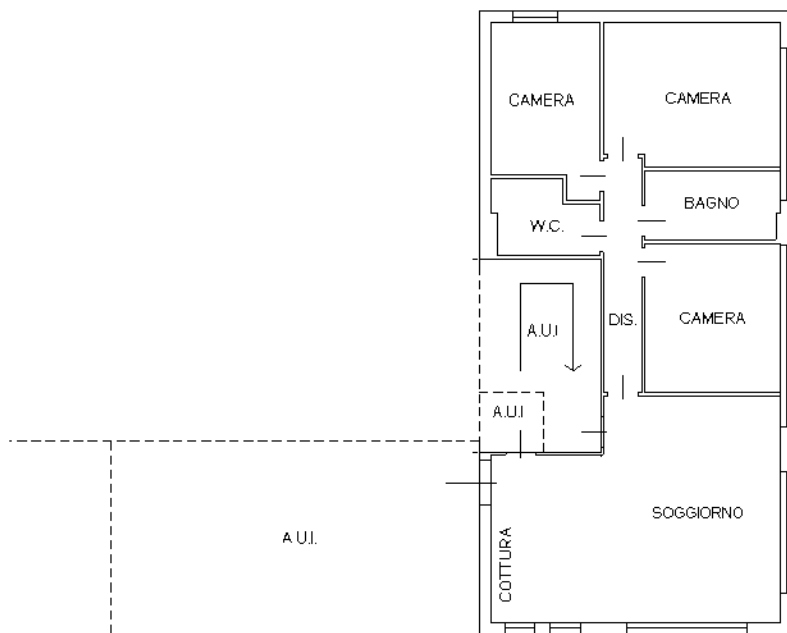 CAMERA
CAMERA
BAGNO
W.C.
DIS.
CAMERA
A.U.I
A.U.I
SOGGIORNO
A U.I.
COTTURA